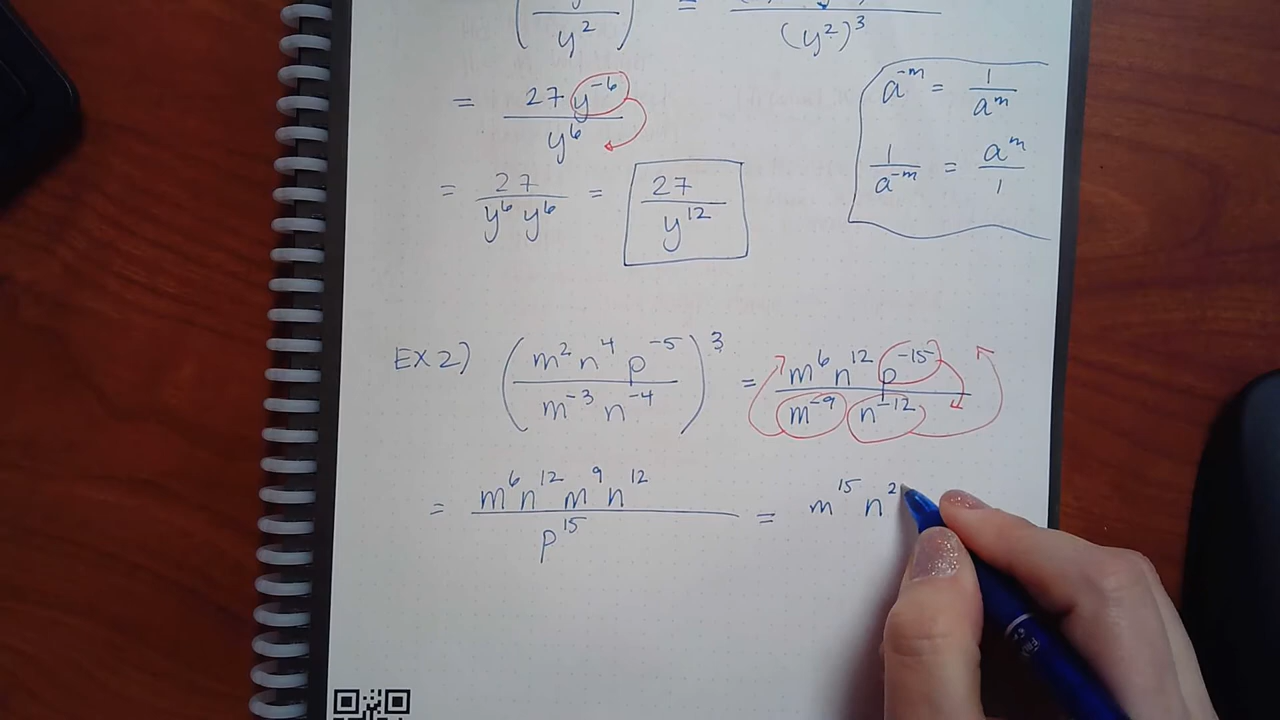 (y/y²) = /(y²)³
= 27y⁻⁶/y⁶
= 27/y⁶y⁶ = 27/y¹²
a⁻ᵐ = 1/aᵐ
1/a⁻ᵐ = aᵐ/1
EX 2) (m²n⁴p⁻⁵/m⁻³n⁻⁴)³ = m⁶n¹²p⁻¹⁵/m⁻⁹n⁻¹²
= m⁶n¹²m⁹n¹²/p¹⁵ = m¹⁵n²